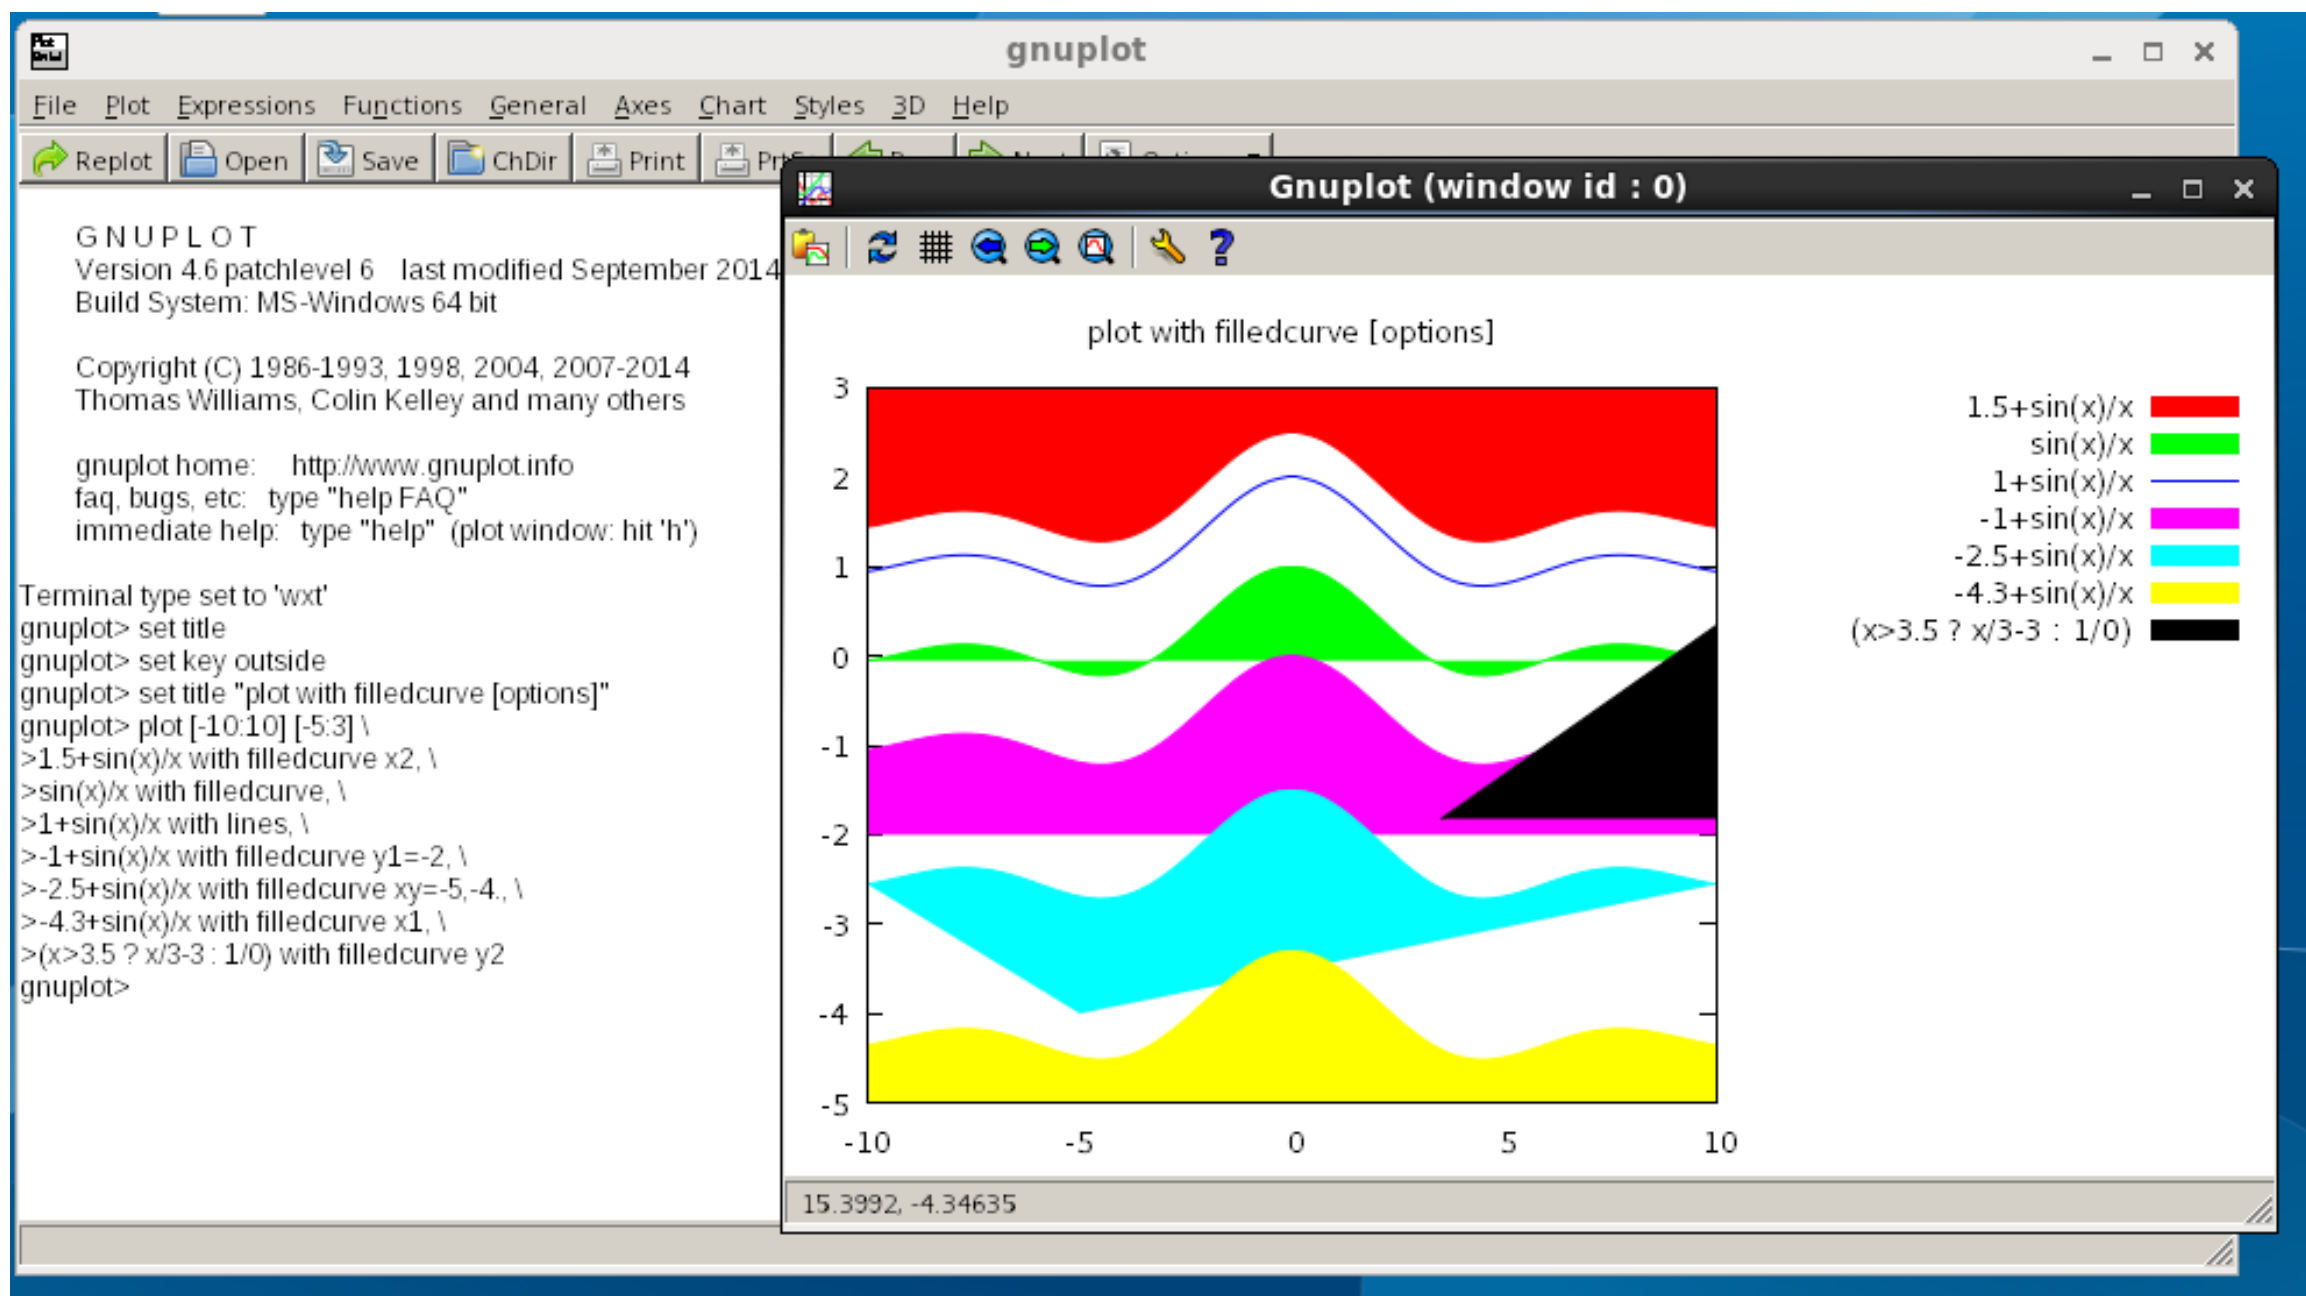 gnuplot
File Plot Expressions Functions General Axes Chart Styles 3D Help
Replot Open Save ChDir Print
G N U P L O T
Version 4.6 patchlevel 6 last modified September 2014
Build System: MS-Windows 64 bit
Copyright (C) 1986-1993, 1998, 2004, 2007-2014
Thomas Williams, Colin Kelley and many others
gnuplot home: http://www.gnuplot.info
faq, bugs, etc: type "help FAQ"
immediate help: type "help" (plot window: hit 'h')
Terminal type set to 'wxt'
gnuplot> set title
gnuplot> set key outside
gnuplot> set title "plot with filledcurve [options]"
gnuplot> plot [-10:10] [-5:3] \
>1.5+sin(x)/x with filledcurve x2, \
>sin(x)/x with filledcurve, \
>1+sin(x)/x with lines, \
>-1+sin(x)/x with filledcurve y1=-2, \
>-2.5+sin(x)/x with filledcurve xy=-5,-4., \
>-4.3+sin(x)/x with filledcurve x1, \
>(x>3.5 ? x/3-3 : 1/0) with filledcurve y2
gnuplot>
Gnuplot (window id : 0)
plot with filledcurve [options]
3
2
1
0
-1
-2
-3
-4
-5
-10 -5 0 5 10
1.5+sin(x)/x
sin(x)/x
1+sin(x)/x
-1+sin(x)/x
-2.5+sin(x)/x
-4.3+sin(x)/x
(x>3.5 ? x/3-3 : 1/0)
15.3992, -4.34635